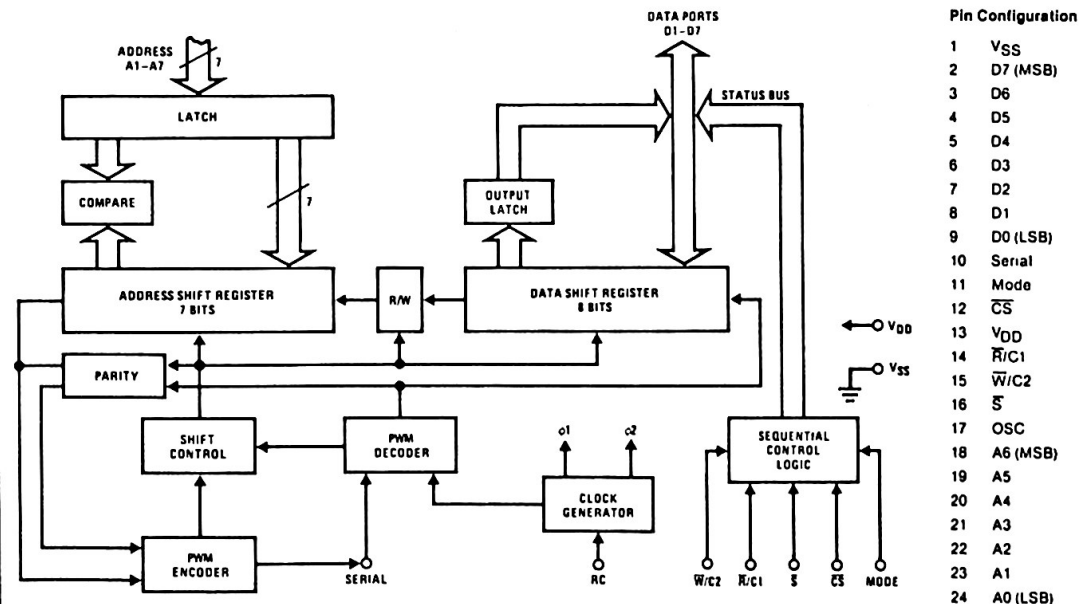 DATA PORTS
D1-D7
ADDRESS
A1-A7
7
LATCH
STATUS BUS
COMPARE
7
OUTPUT
LATCH
ADDRESS SHIFT REGISTER
7 BITS
R/W
DATA SHIFT REGISTER
8 BITS
VDD
VSS
PARITY
SHIFT
CONTROL
PWM
DECODER
ø1
ø2
SEQUENTIAL
CONTROL
LOGIC
CLOCK
GENERATOR
PWM
ENCODER
SERIAL
RC
W̅/C2
R̅/C1
S̅
C̅S̅
MODE
Pin Configuration
1 VSS
2 D7 (MSB)
3 D6
4 D5
5 D4
6 D3
7 D2
8 D1
9 D0 (LSB)
10 Serial
11 Mode
12 C̅S̅
13 VDD
14 R̅/C1
15 W̅/C2
16 S̅
17 OSC
18 A6 (MSB)
19 A5
20 A4
21 A3
22 A2
23 A1
24 A0 (LSB)